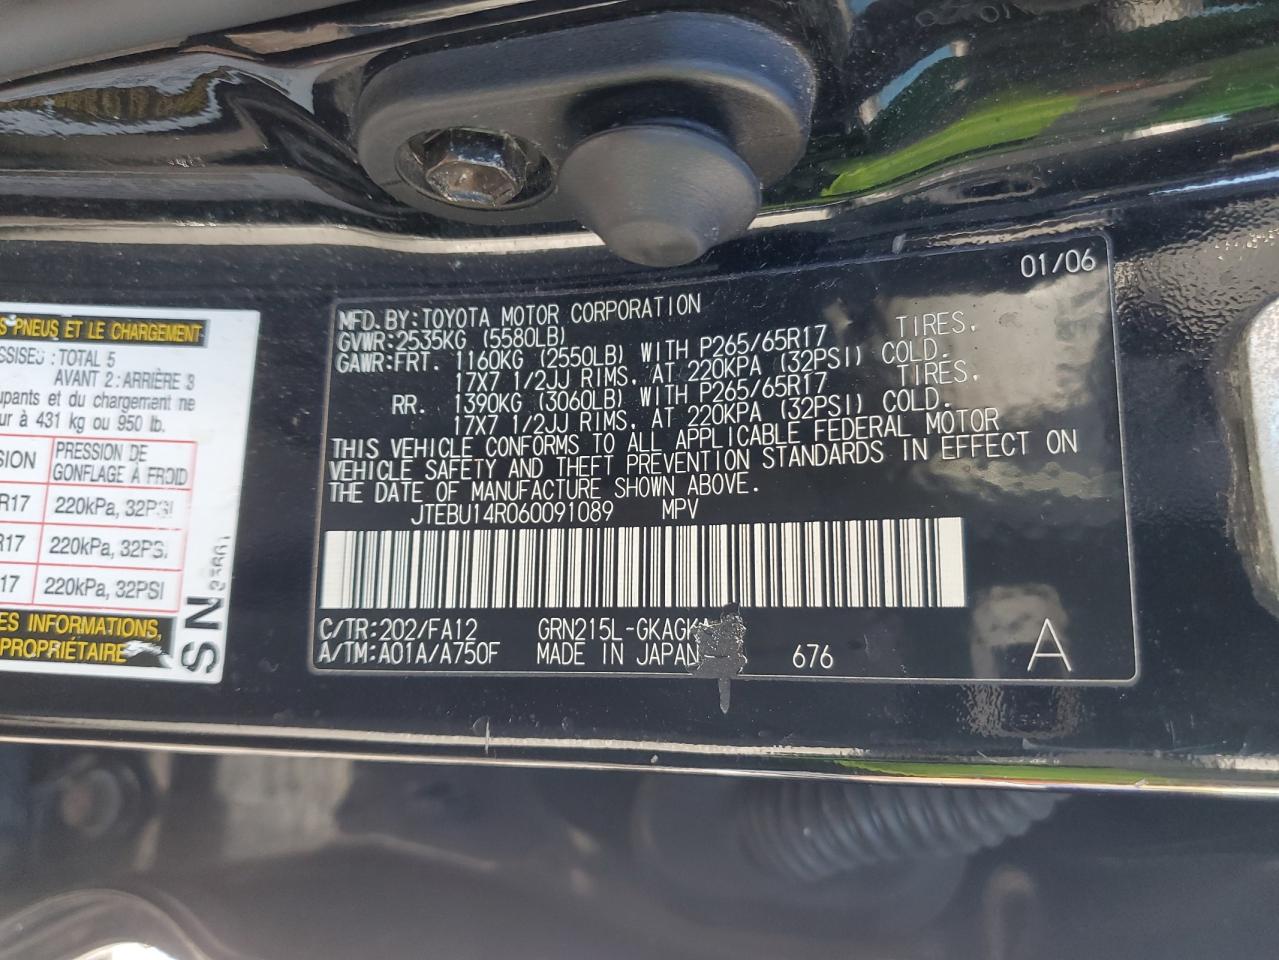 01/06
MFD.BY:TOYOTA MOTOR CORPORATION
GVWR:2535KG (5580LB)
GAWR:FRT. 1160KG (2550LB) WITH P265/65R17 TIRES,
17X7 1/2JJ RIMS, AT 220KPA (32PSI) COLD.
RR. 1390KG (3060LB) WITH P265/65R17 TIRES,
17X7 1/2JJ RIMS, AT 220KPA (32PSI) COLD.
THIS VEHICLE CONFORMS TO ALL APPLICABLE FEDERAL MOTOR
VEHICLE SAFETY AND THEFT PREVENTION STANDARDS IN EFFECT ON
THE DATE OF MANUFACTURE SHOWN ABOVE.
JTEBU14R060091089 MPV
C/TR:202/FA12 GRN215L-GKAGK
A/TM:A01A/A750F MADE IN JAPAN 676 A
PNEUS ET LE CHARGEMENT
TOTAL 5
AVANT 2 : ARRIÈRE 3
et du chargement ne
à 431 kg ou 950 lb.
PRESSION DE
GONFLAGE À FROID
R17 220kPa, 32PSI
R17 220kPa, 32PSI
17 220kPa, 32PSI
SN
INFORMATIONS,
PROPRIÉTAIRE